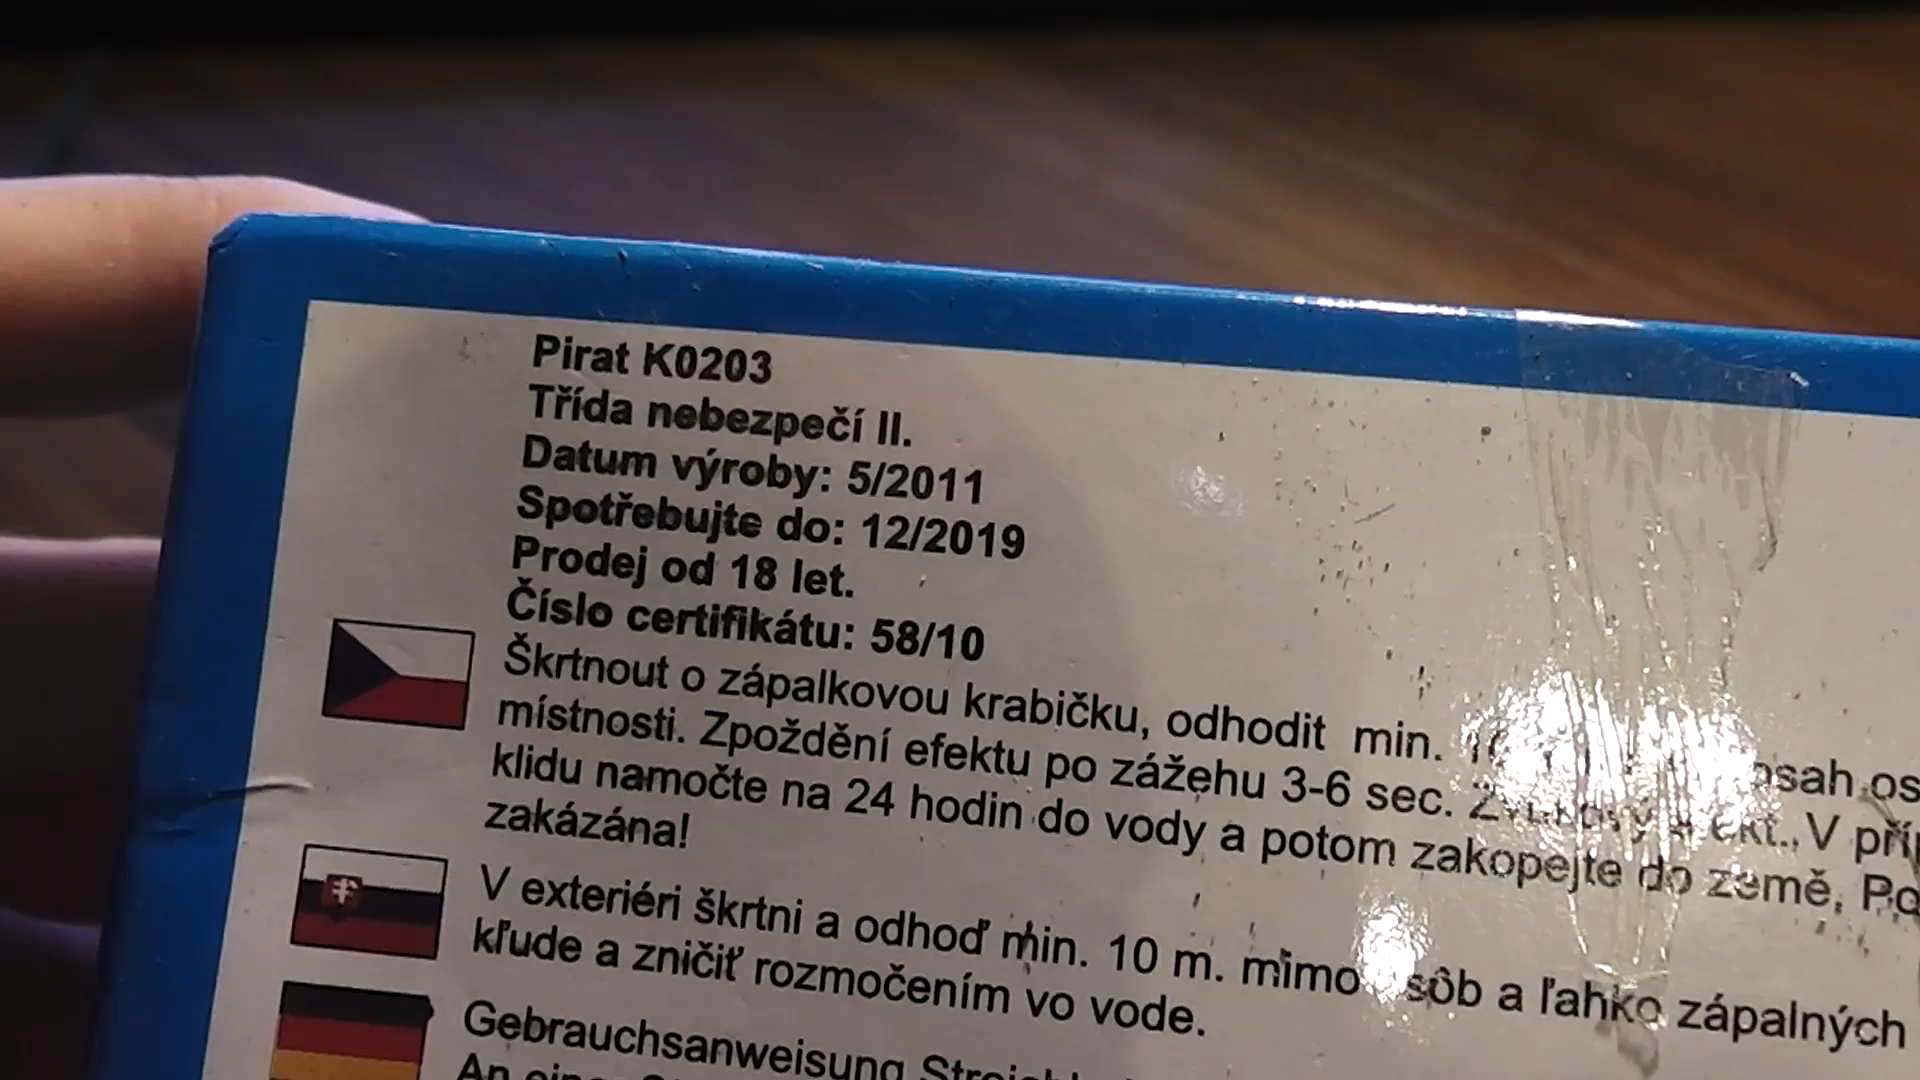 Pirat K0203
Třída nebezpečí II.
Datum výroby: 5/2011
Spotřebujte do: 12/2019
Prodej od 18 let.
Číslo certifikátu: 58/10
Škrtnout o zápalkovou krabičku, odhodit min.
místnosti. Zpoždění efektu po zážehu 3-6 sec. V
klidu namočte na 24 hodin do vody a potom zakopejte do země,
zakázána!
V exteriéri škrtni a odhoď min. 10 m. mimo a ľahko zápalných
kľude a zničiť rozmočením vo vode.
Gebrauchsanweisung
An